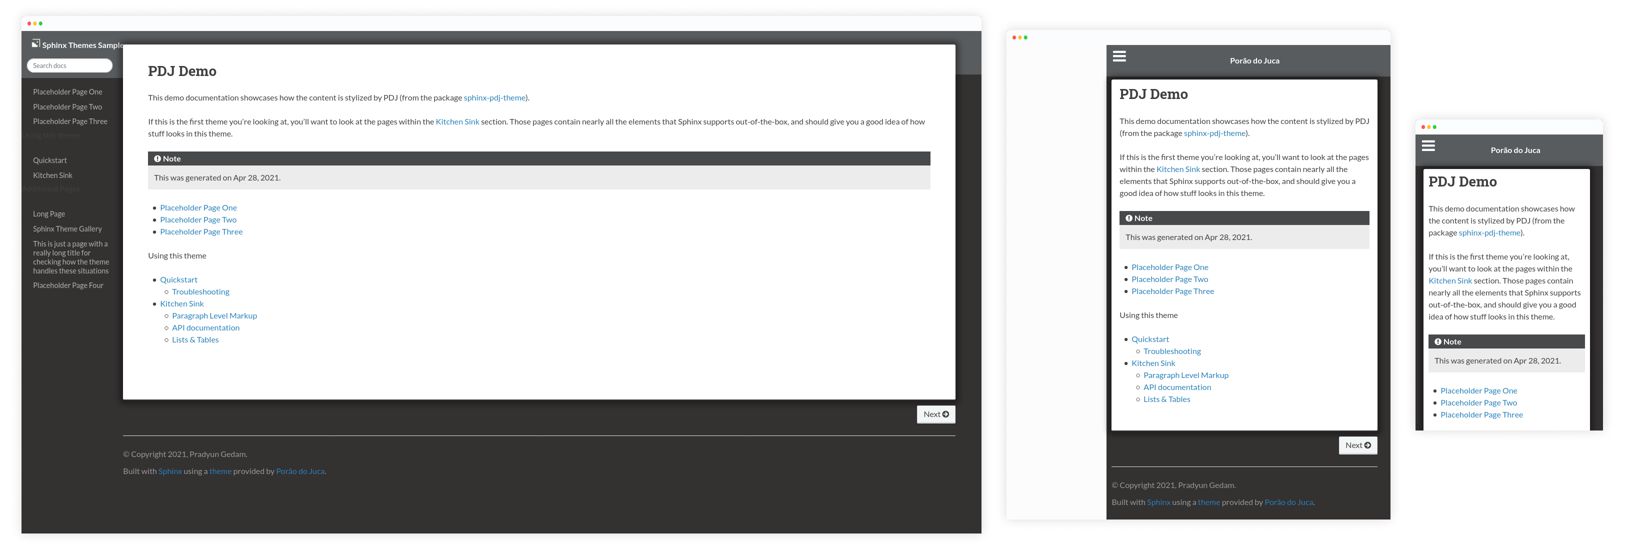 Sphinx Themes Sample
Search docs
Placeholder Page One
Placeholder Page Two
Placeholder Page Three
Quickstart
Kitchen Sink
Additional Pages
Long Page
Sphinx Theme Gallery
This is just a page with a
really long title for
checking how the theme
handles these situations
Placeholder Page Four
PDJ Demo
This demo documentation showcases how the content is stylized by PDJ (from the package sphinx-pdj-theme).
If this is the first theme you're looking at, you'll want to look at the pages within the Kitchen Sink section. Those pages contain nearly all the elements that Sphinx supports out-of-the-box, and should give you a good idea of how
stuff looks in this theme.
Note
This was generated on Apr 28, 2021.
Placeholder Page One
Placeholder Page Two
Placeholder Page Three
Using this theme
Quickstart
Troubleshooting
Kitchen Sink
Paragraph Level Markup
API documentation
Lists & Tables
Next
© Copyright 2021, Pradyun Gedam.
Built with Sphinx using a theme provided by Porão do Juca.
Porão do Juca
PDJ Demo
This demo documentation showcases how the content is stylized by PDJ
(from the package sphinx-pdj-theme).
If this is the first theme you're looking at, you'll want to look at the pages
within the Kitchen Sink section. Those pages contain nearly all the
elements that Sphinx supports out-of-the-box, and should give you a
good idea of how stuff looks in this theme.
Note
This was generated on Apr 28, 2021.
Placeholder Page One
Placeholder Page Two
Placeholder Page Three
Using this theme
Quickstart
Troubleshooting
Kitchen Sink
Paragraph Level Markup
API documentation
Lists & Tables
Next
© Copyright 2021, Pradyun Gedam.
Built with Sphinx using a theme provided by Porão do Juca.
Porão do Juca
PDJ Demo
This demo documentation showcases how
the content is stylized by PDJ (from the
package sphinx-pdj-theme).
If this is the first theme you're looking at,
you'll want to look at the pages within the
Kitchen Sink section. Those pages contain
nearly all the elements that Sphinx supports
out-of-the-box, and should give you a good
idea of how stuff looks in this theme.
Note
This was generated on Apr 28, 2021.
Placeholder Page One
Placeholder Page Two
Placeholder Page Three